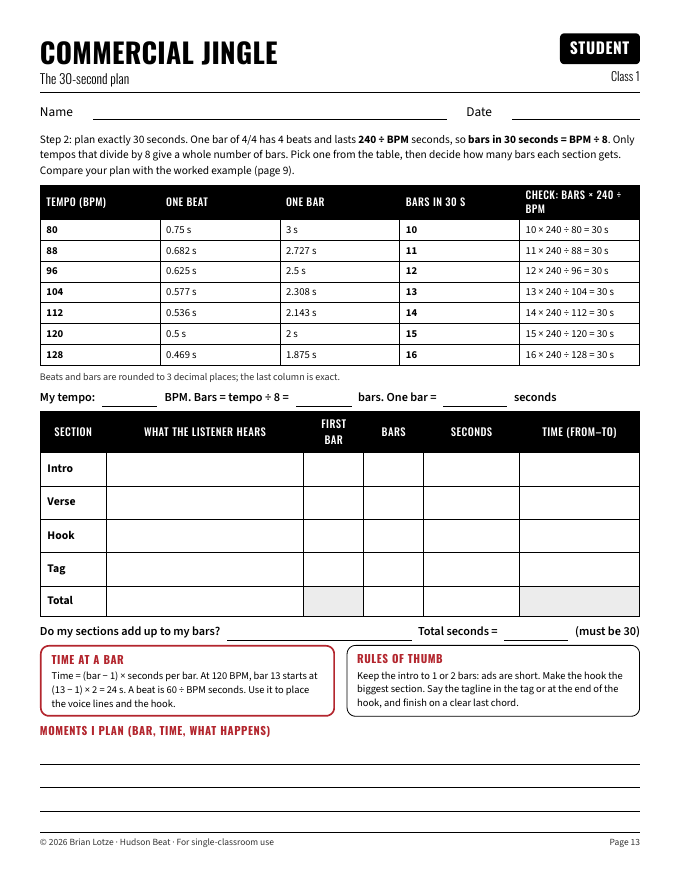 COMMERCIAL JINGLE
STUDENT
The 30-second plan
Class 1
Name
Date
Step 2: plan exactly 30 seconds. One bar of 4/4 has 4 beats and lasts 240 ÷ BPM seconds, so bars in 30 seconds = BPM ÷ 8. Only
tempos that divide by 8 give a whole number of bars. Pick one from the table, then decide how many bars each section gets.
Compare your plan with the worked example (page 9).
TEMPO (BPM) ONE BEAT ONE BAR BARS IN 30 S CHECK: BARS × 240 ÷
BPM
80 0.75 s 3 s 10 10 × 240 ÷ 80 = 30 s
88 0.682 s 2.727 s 11 11 × 240 ÷ 88 = 30 s
96 0.625 s 2.5 s 12 12 × 240 ÷ 96 = 30 s
104 0.577 s 2.308 s 13 13 × 240 ÷ 104 = 30 s
112 0.536 s 2.143 s 14 14 × 240 ÷ 112 = 30 s
120 0.5 s 2 s 15 15 × 240 ÷ 120 = 30 s
128 0.469 s 1.875 s 16 16 × 240 ÷ 128 = 30 s
Beats and bars are rounded to 3 decimal places; the last column is exact.
My tempo: BPM. Bars = tempo ÷ 8 = bars. One bar = seconds
SECTION WHAT THE LISTENER HEARS FIRST
BAR BARS SECONDS TIME (FROM–TO)
Intro
Verse
Hook
Tag
Total
Do my sections add up to my bars? Total seconds = (must be 30)
TIME AT A BAR
Time = (bar − 1) × seconds per bar. At 120 BPM, bar 13 starts at
(13 − 1) × 2 = 24 s. A beat is 60 ÷ BPM seconds. Use it to place
the voice lines and the hook.
RULES OF THUMB
Keep the intro to 1 or 2 bars: ads are short. Make the hook the
biggest section. Say the tagline in the tag or at the end of the
hook, and finish on a clear last chord.
MOMENTS I PLAN (BAR, TIME, WHAT HAPPENS)
© 2026 Brian Lotze · Hudson Beat · For single-classroom use
Page 13